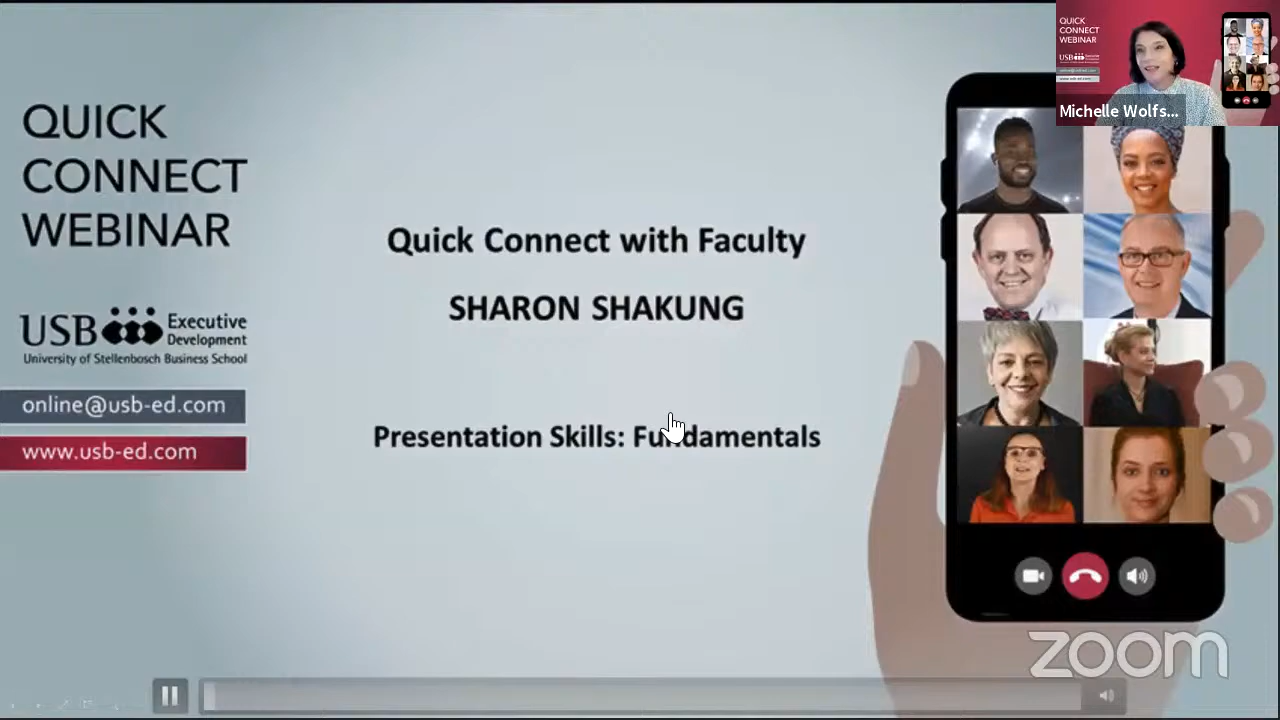 QUICK
CONNECT
WEBINAR
USB Executive
Development
University of Stellenbosch Business School
online@usb-ed.com
www.usb-ed.com
Quick Connect with Faculty
SHARON SHAKUNG
Presentation Skills: Fundamentals
QUICK
CONNECT
WEBINAR
USB
Michelle Wolfs...
zoom